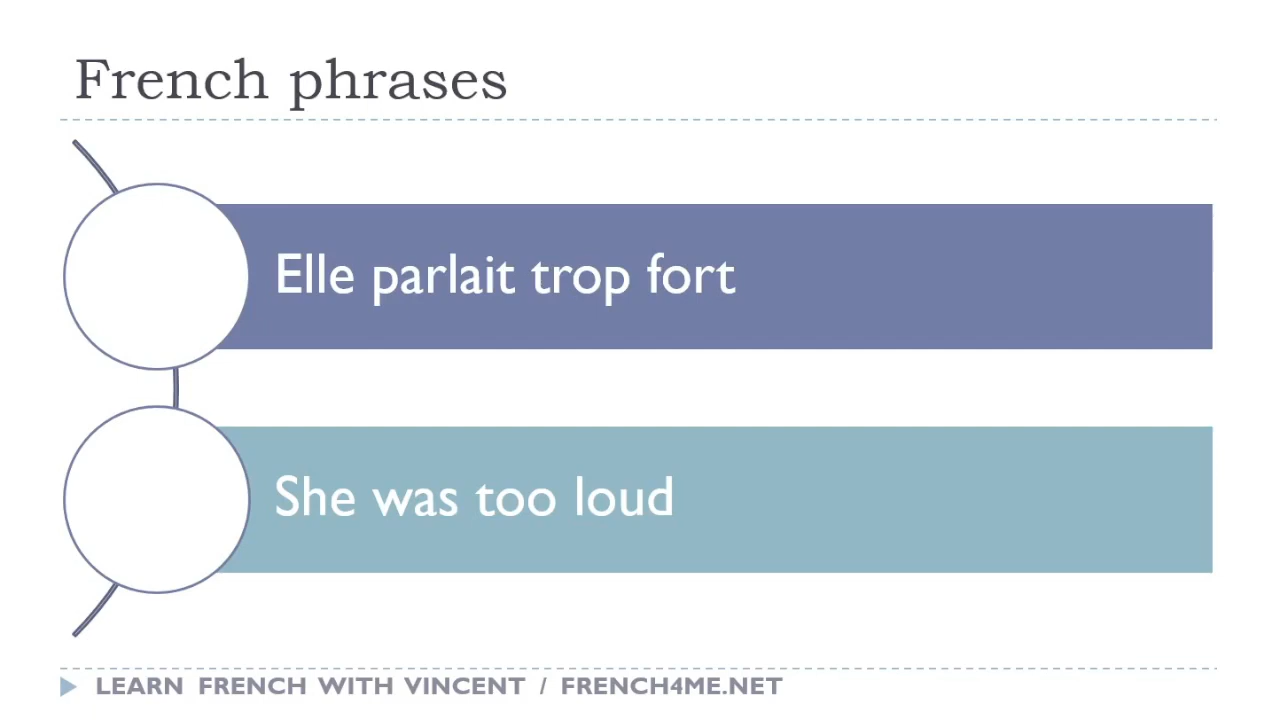 French phrases
Elle parlait trop fort
She was too loud
LEARN FRENCH WITH VINCENT / FRENCH4ME.NET